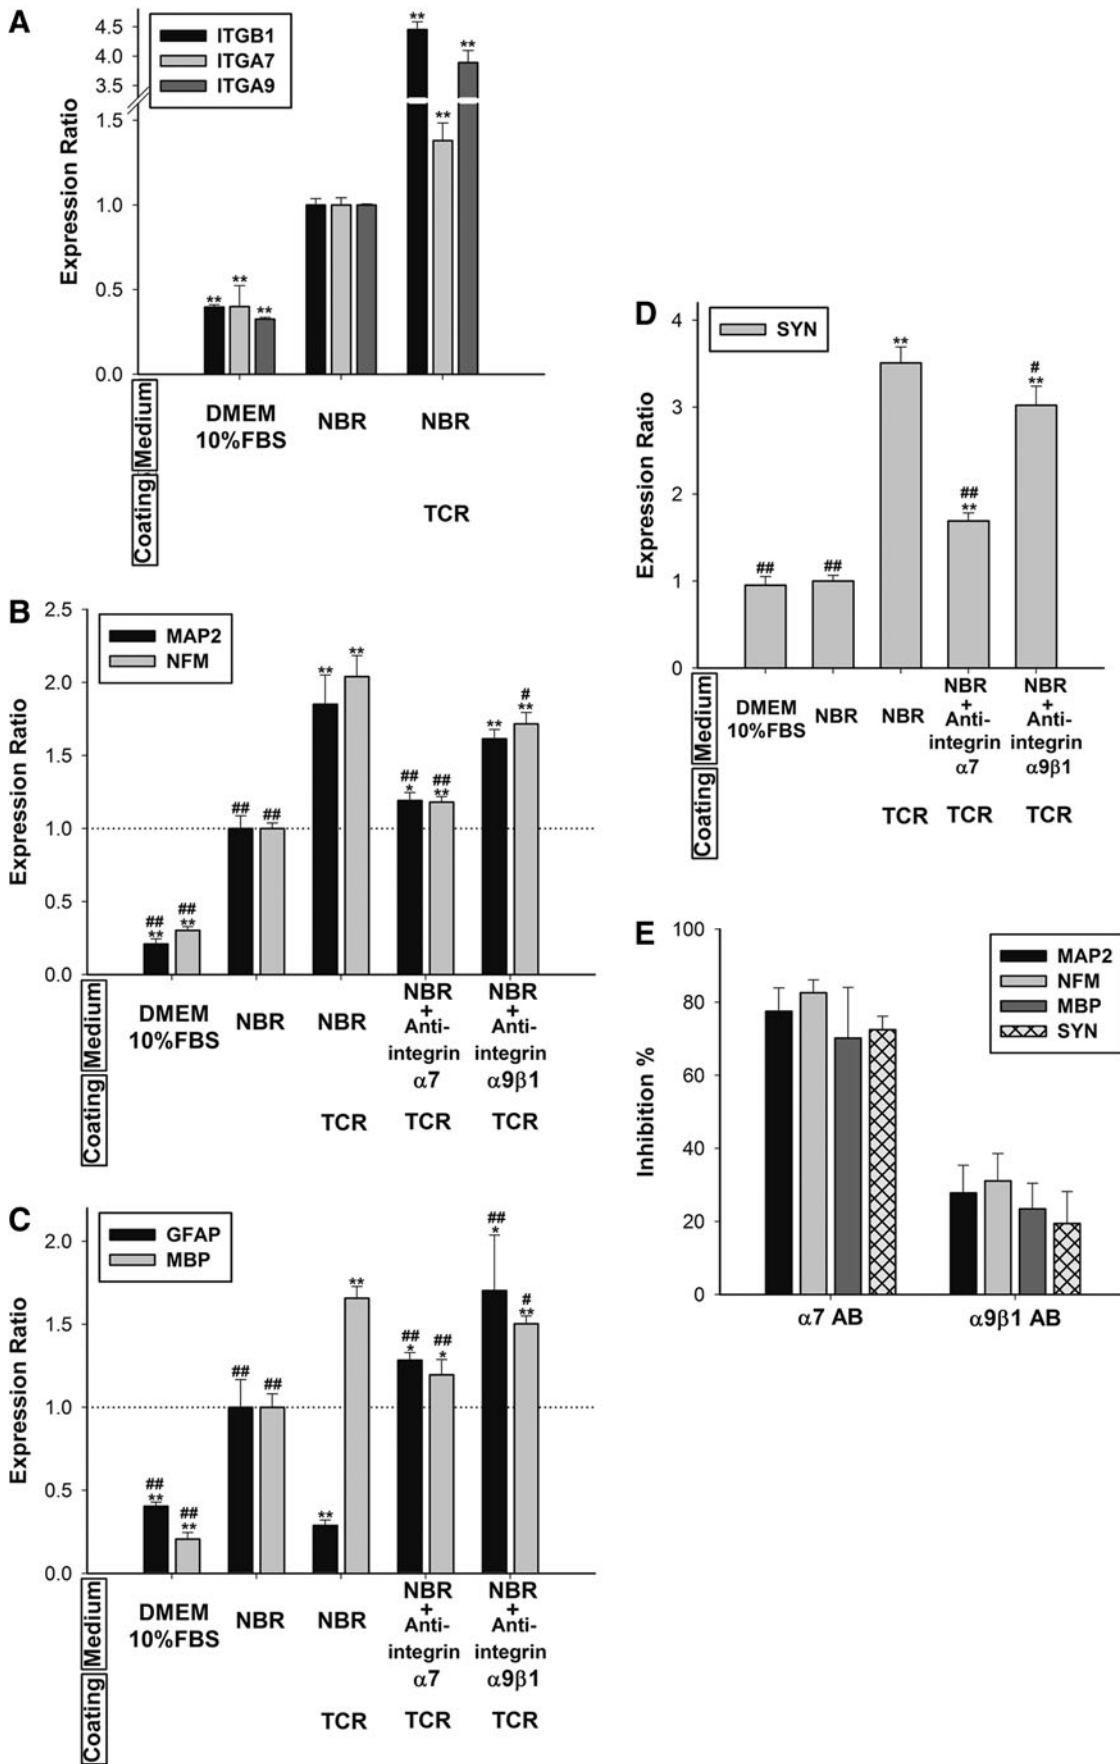 A
ITGB1
ITGA7
ITGA9
Expression Ratio
4.5
4.0
3.5
1.5
1.0
0.5
0.0
** ** **
** ** **
Medium
DMEM
10%FBS
NBR
NBR
Coating
TCR
B
MAP2
NFM
Expression Ratio
2.5
2.0
1.5
1.0
0.5
0.0
##
**
##
**
##
##
**
**
##
*
##
**
**
#
**
Medium
DMEM
10%FBS
NBR
NBR
NBR
+
Anti-
integrin
α7
NBR
+
Anti-
integrin
α9β1
Coating
TCR
TCR
TCR
C
GFAP
MBP
Expression Ratio
2.0
1.5
1.0
0.5
0.0
##
**
##
**
##
##
**
**
##
*
##
*
##
*
#
**
Medium
DMEM
10%FBS
NBR
NBR
NBR
+
Anti-
integrin
α7
NBR
+
Anti-
integrin
α9β1
Coating
TCR
TCR
TCR
D
SYN
Expression Ratio
4
3
2
1
0
##
##
**
##
**
#
**
Medium
DMEM
10%FBS
NBR
NBR
NBR
+
Anti-
integrin
α7
NBR
+
Anti-
integrin
α9β1
Coating
TCR
TCR
TCR
E
MAP2
NFM
MBP
SYN
Inhibition %
100
80
60
40
20
0
α7 AB
α9β1 AB